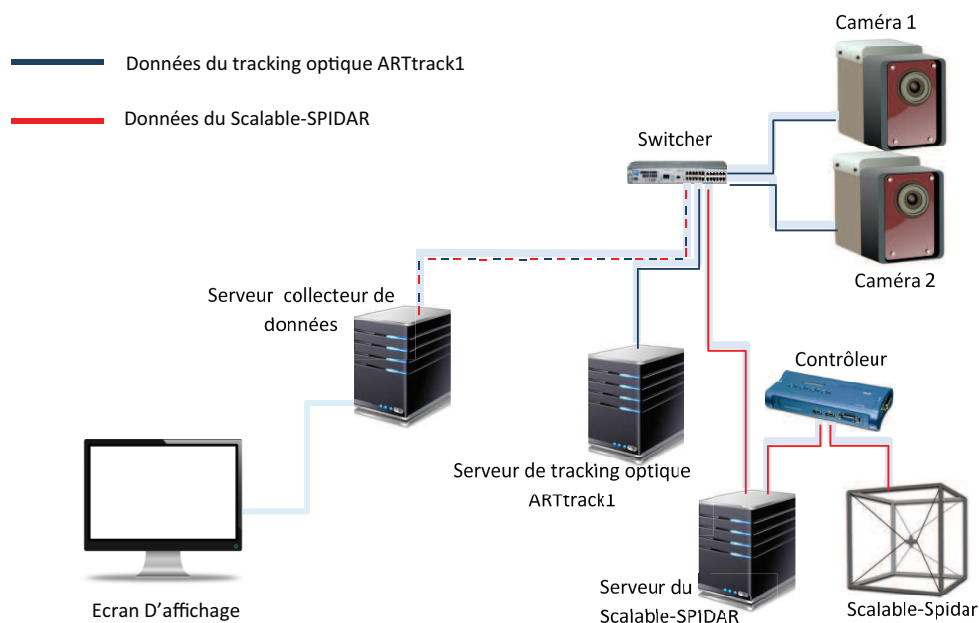 Caméra 1
Données du tracking optique ARTtrack1
Données du Scalable-SPIDAR
Switcher
Caméra 2
Serveur collecteur de
données
Contrôleur
Serveur de tracking optique
ARTtrack1
Serveur du
Scalable-SPIDAR
Scalable-Spidar
Ecran D’affichage